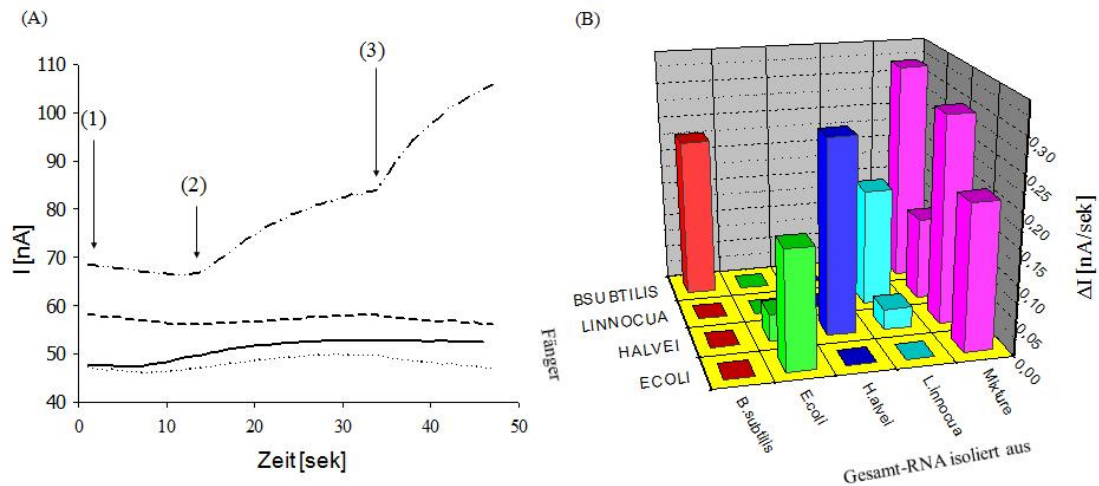 (A)
110
100
90
80
70
60
50
40
I [nA]
(1)
(2)
(3)
0
10
20
30
40
50
Zeit [sek]
(B)
BSUBTILIS
LINNOCUA
HALVEI
ECOLI
Fänger
B.subtilis
E.coli
H.alvei
L.innocua
Mixture
Gesamt-RNA isoliert aus
0,30
0,25
0,20
0,15
0,10
0,05
0,00
ΔI [nA/sek]